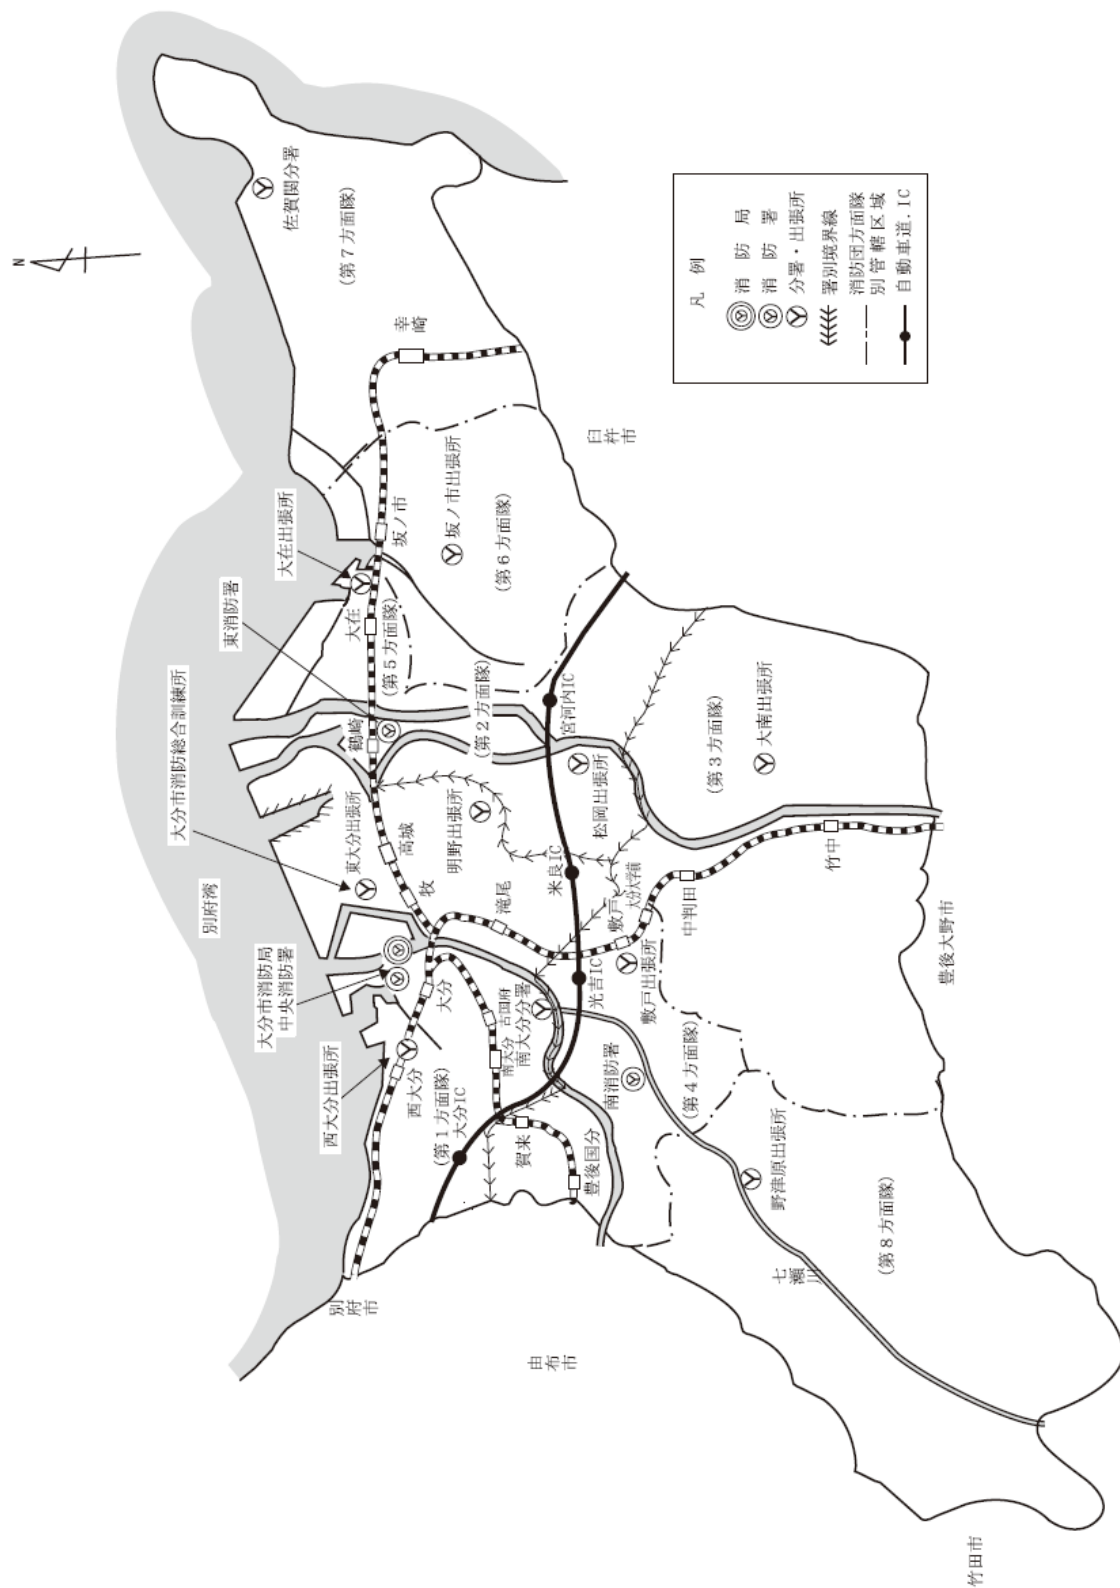 N
別府湾
大分市消防総合訓練所
大分市消防局
中央消防署
西大分出張所
東大分出張所
東消防署
大在出張所
佐賀関分署
(第７方面隊)
幸崎
坂ノ市
坂ノ市出張所
(第６方面隊)
大在
(第５方面隊)
鶴崎
(第２方面隊)
高城
牧
明野出張所
滝尾
大分
西大分
(第１方面隊)
大分IC
古国府
南大分
南大分分署
賀来
豊後国分
宮河内IC
松岡出張所
米良IC
光吉IC
敷戸
大分大学前
敷戸出張所
中判田
竹中
(第３方面隊)
大南出張所
南消防署
(第４方面隊)
野津原出張所
七瀬川
(第８方面隊)
別府市
由布市
竹田市
豊後大野市
臼杵市
凡例
消防局
消防署
分署・出張所
署別境界線
消防団方面隊
別管轄区域
自動車道．IC